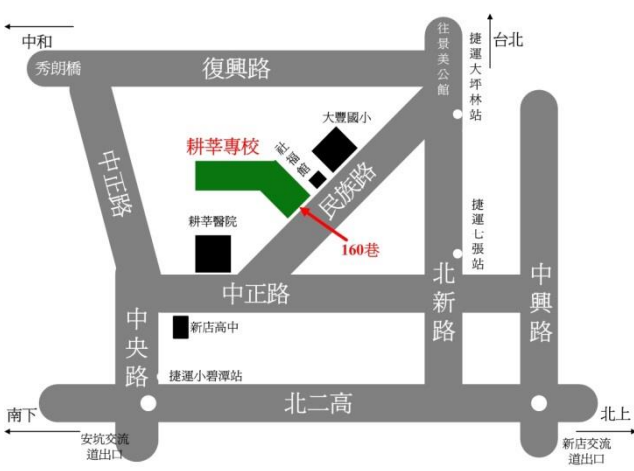 中和
往景美公館
台北
捷運大坪林站
秀朗橋
復興路
大豐國小
耕莘專校
社福館
中正路
民族路
耕莘醫院
160巷
捷運七張站
中正路
北新路
中興路
中央路
新店高中
捷運小碧潭站
北二高
南下
北上
安坑交流
道出口
新店交流
道出口